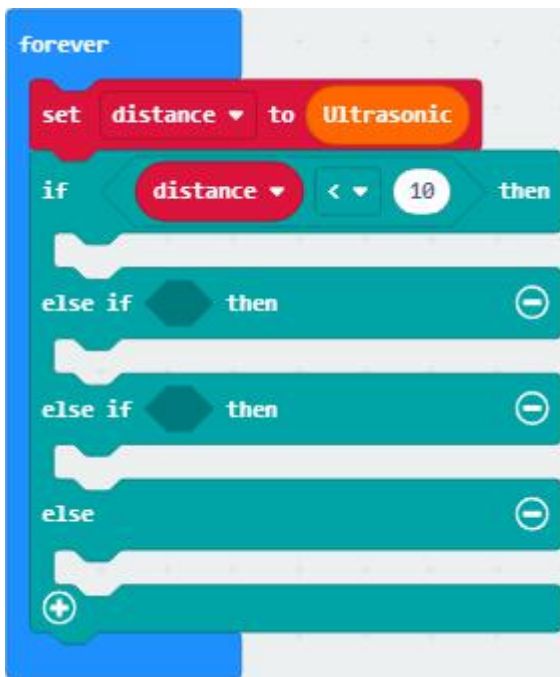 forever
set distance to Ultrasonic
if distance < 10 then
else if then
else if then
else